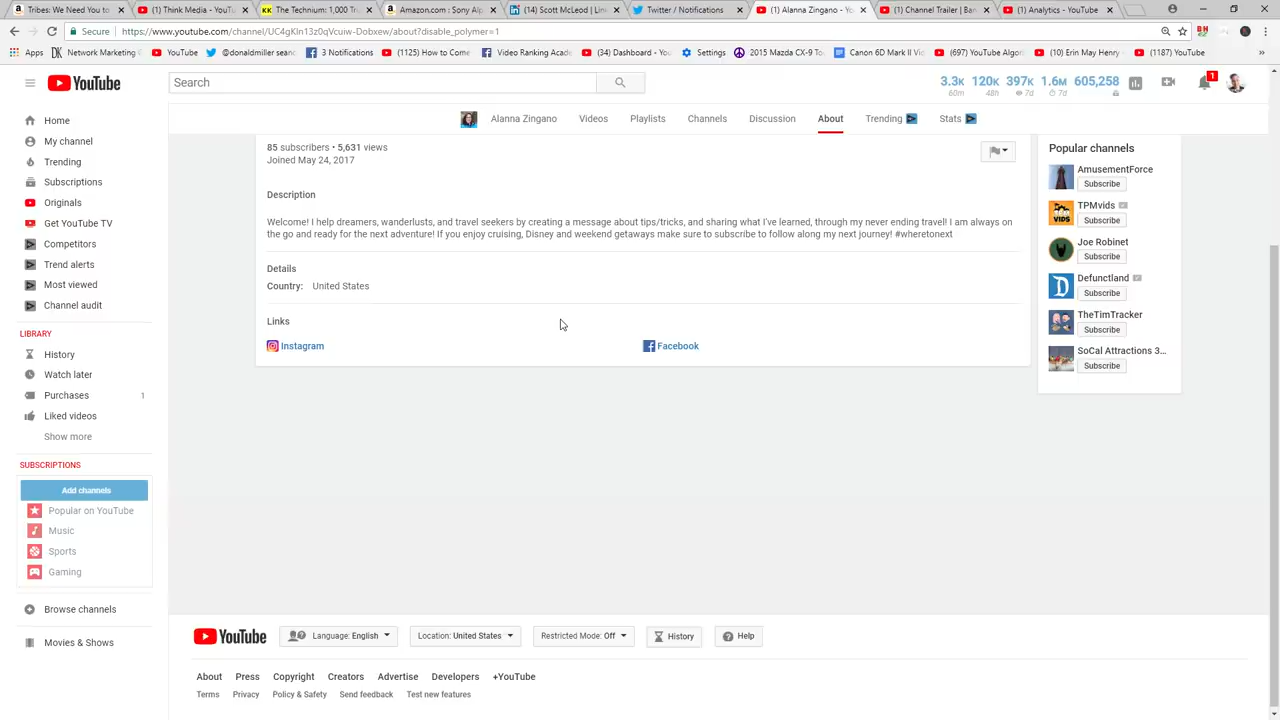 Tribes: We Need You to
Think Media - YouTube
KK The Technium: 1,000 Tru
Amazon.com : Sony Alp
(14) Scott McLeod | Lin
Twitter / Notifications
(1) Alanna Zingano - Yo
(1) Channel Trailer | Ban
(1) Analytics - YouTube
Secure https://www.youtube.com/channel/UC4gKIn13z0qVcuiw-Dobxew/about?disable_polymer=1
Apps Network Marketing YouTube @donaldmiller seans 3 Notifications (1125) How to Come Video Ranking Acade (34) Dashboard - You Settings 2015 Mazda CX-9 To Canon 6D Mark II Vi (697) YouTube Algor (10) Erin May Henry (1187) YouTube
YouTube
Search
3.3K 120K 397K 1.6M 605,258
60m 48h 7d 7d
1
Alanna Zingano Videos Playlists Channels Discussion About Trending Stats
Home
My channel
Trending
Subscriptions
Originals
Get YouTube TV
Competitors
Trend alerts
Most viewed
Channel audit
LIBRARY
History
Watch later
Purchases 1
Liked videos
Show more
SUBSCRIPTIONS
Add channels
Popular on YouTube
Music
Sports
Gaming
Browse channels
Movies & Shows
85 subscribers • 5,631 views
Joined May 24, 2017
Description
Welcome! I help dreamers, wanderlusts, and travel seekers by creating a message about tips/tricks, and sharing what I've learned, through my never ending travel! I am always on
the go and ready for the next adventure! If you enjoy cruising, Disney and weekend getaways make sure to subscribe to follow along my next journey! #wheretonext
Details
Country: United States
Links
Instagram Facebook
Popular channels
AmusementForce
Subscribe
TPMvids
Subscribe
Joe Robinet
Subscribe
Defunctland
Subscribe
TheTimTracker
Subscribe
SoCal Attractions 3...
Subscribe
YouTube Language: English Location: United States Restricted Mode: Off History Help
About Press Copyright Creators Advertise Developers +YouTube
Terms Privacy Policy & Safety Send feedback Test new features